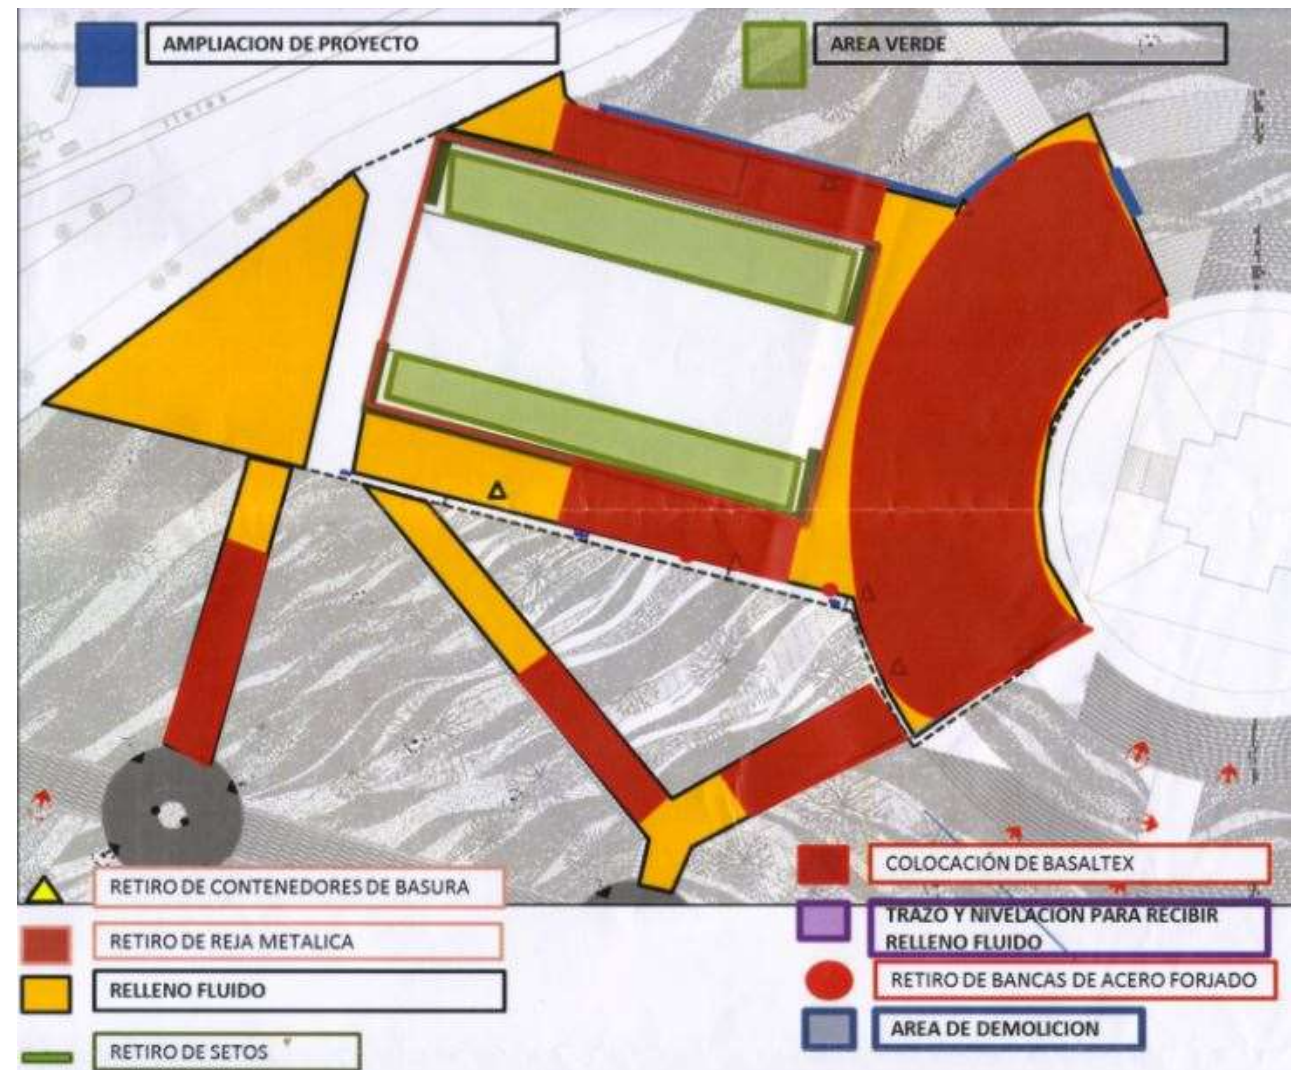 AMPLIACION DE PROYECTO
AREA VERDE
RETIRO DE CONTENEDORES DE BASURA
RETIRO DE REJA METALICA
RELLENO FLUIDO
RETIRO DE SETOS
COLOCACIÓN DE BASALTEX
TRAZO Y NIVELACION PARA RECIBIR
RELLENO FLUIDO
RETIRO DE BANCAS DE ACERO FORJADO
AREA DE DEMOLICION